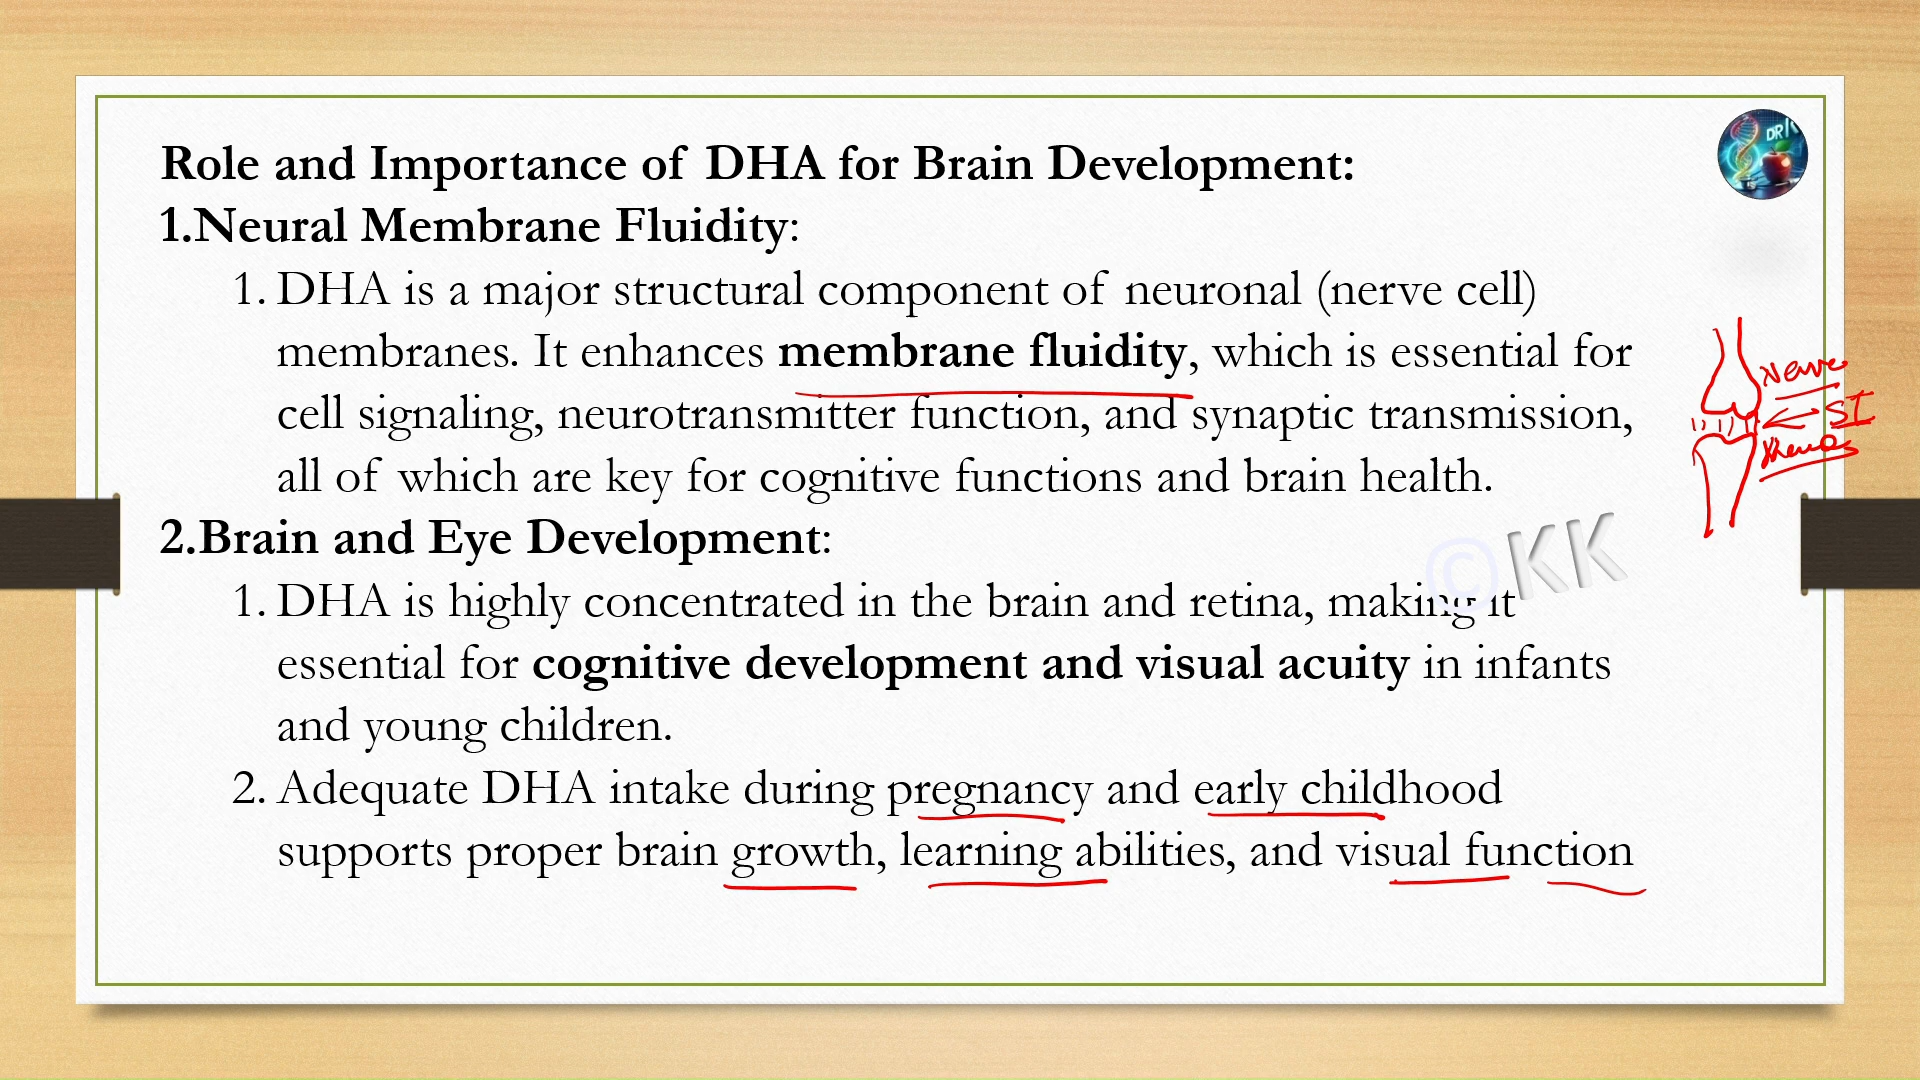 Role and Importance of DHA for Brain Development:
1.Neural Membrane Fluidity:
1. DHA is a major structural component of neuronal (nerve cell)
membranes. It enhances membrane fluidity, which is essential for
cell signaling, neurotransmitter function, and synaptic transmission,
all of which are key for cognitive functions and brain health.
2.Brain and Eye Development:
1. DHA is highly concentrated in the brain and retina, making it
essential for cognitive development and visual acuity in infants
and young children.
2. Adequate DHA intake during pregnancy and early childhood
supports proper brain growth, learning abilities, and visual function
DR
Nerve
SI
©KK